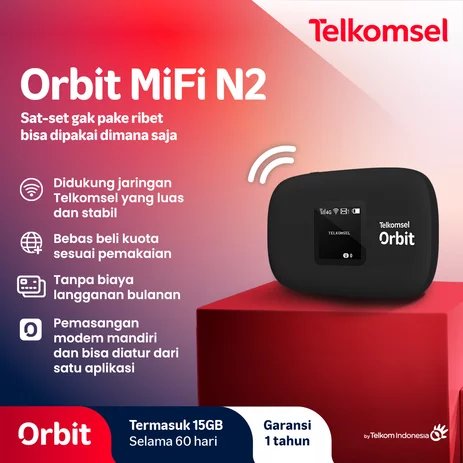 Telkomsel
Orbit MiFi N2
Sat-set gak pake ribet
bisa dipakai dimana saja
Didukung jaringan
Telkomsel yang luas
dan stabil
Bebas beli kuota
sesuai pemakaian
Tanpa biaya
langganan bulanan
Pemasangan
modem mandiri
dan bisa diatur dari
satu aplikasi
4G
TELKOMSEL
Telkomsel
Orbit
Orbit
Termasuk 15GB
Selama 60 hari
Garansi
1 tahun
by Telkom Indonesia